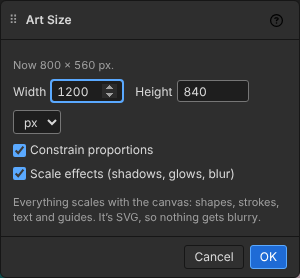 Art Size
Now 800 × 560 px.
Width 1200 Height 840
px
Constrain proportions
Scale effects (shadows, glows, blur)
Everything scales with the canvas: shapes, strokes,
text and guides. It’s SVG, so nothing gets blurry.
Cancel OK